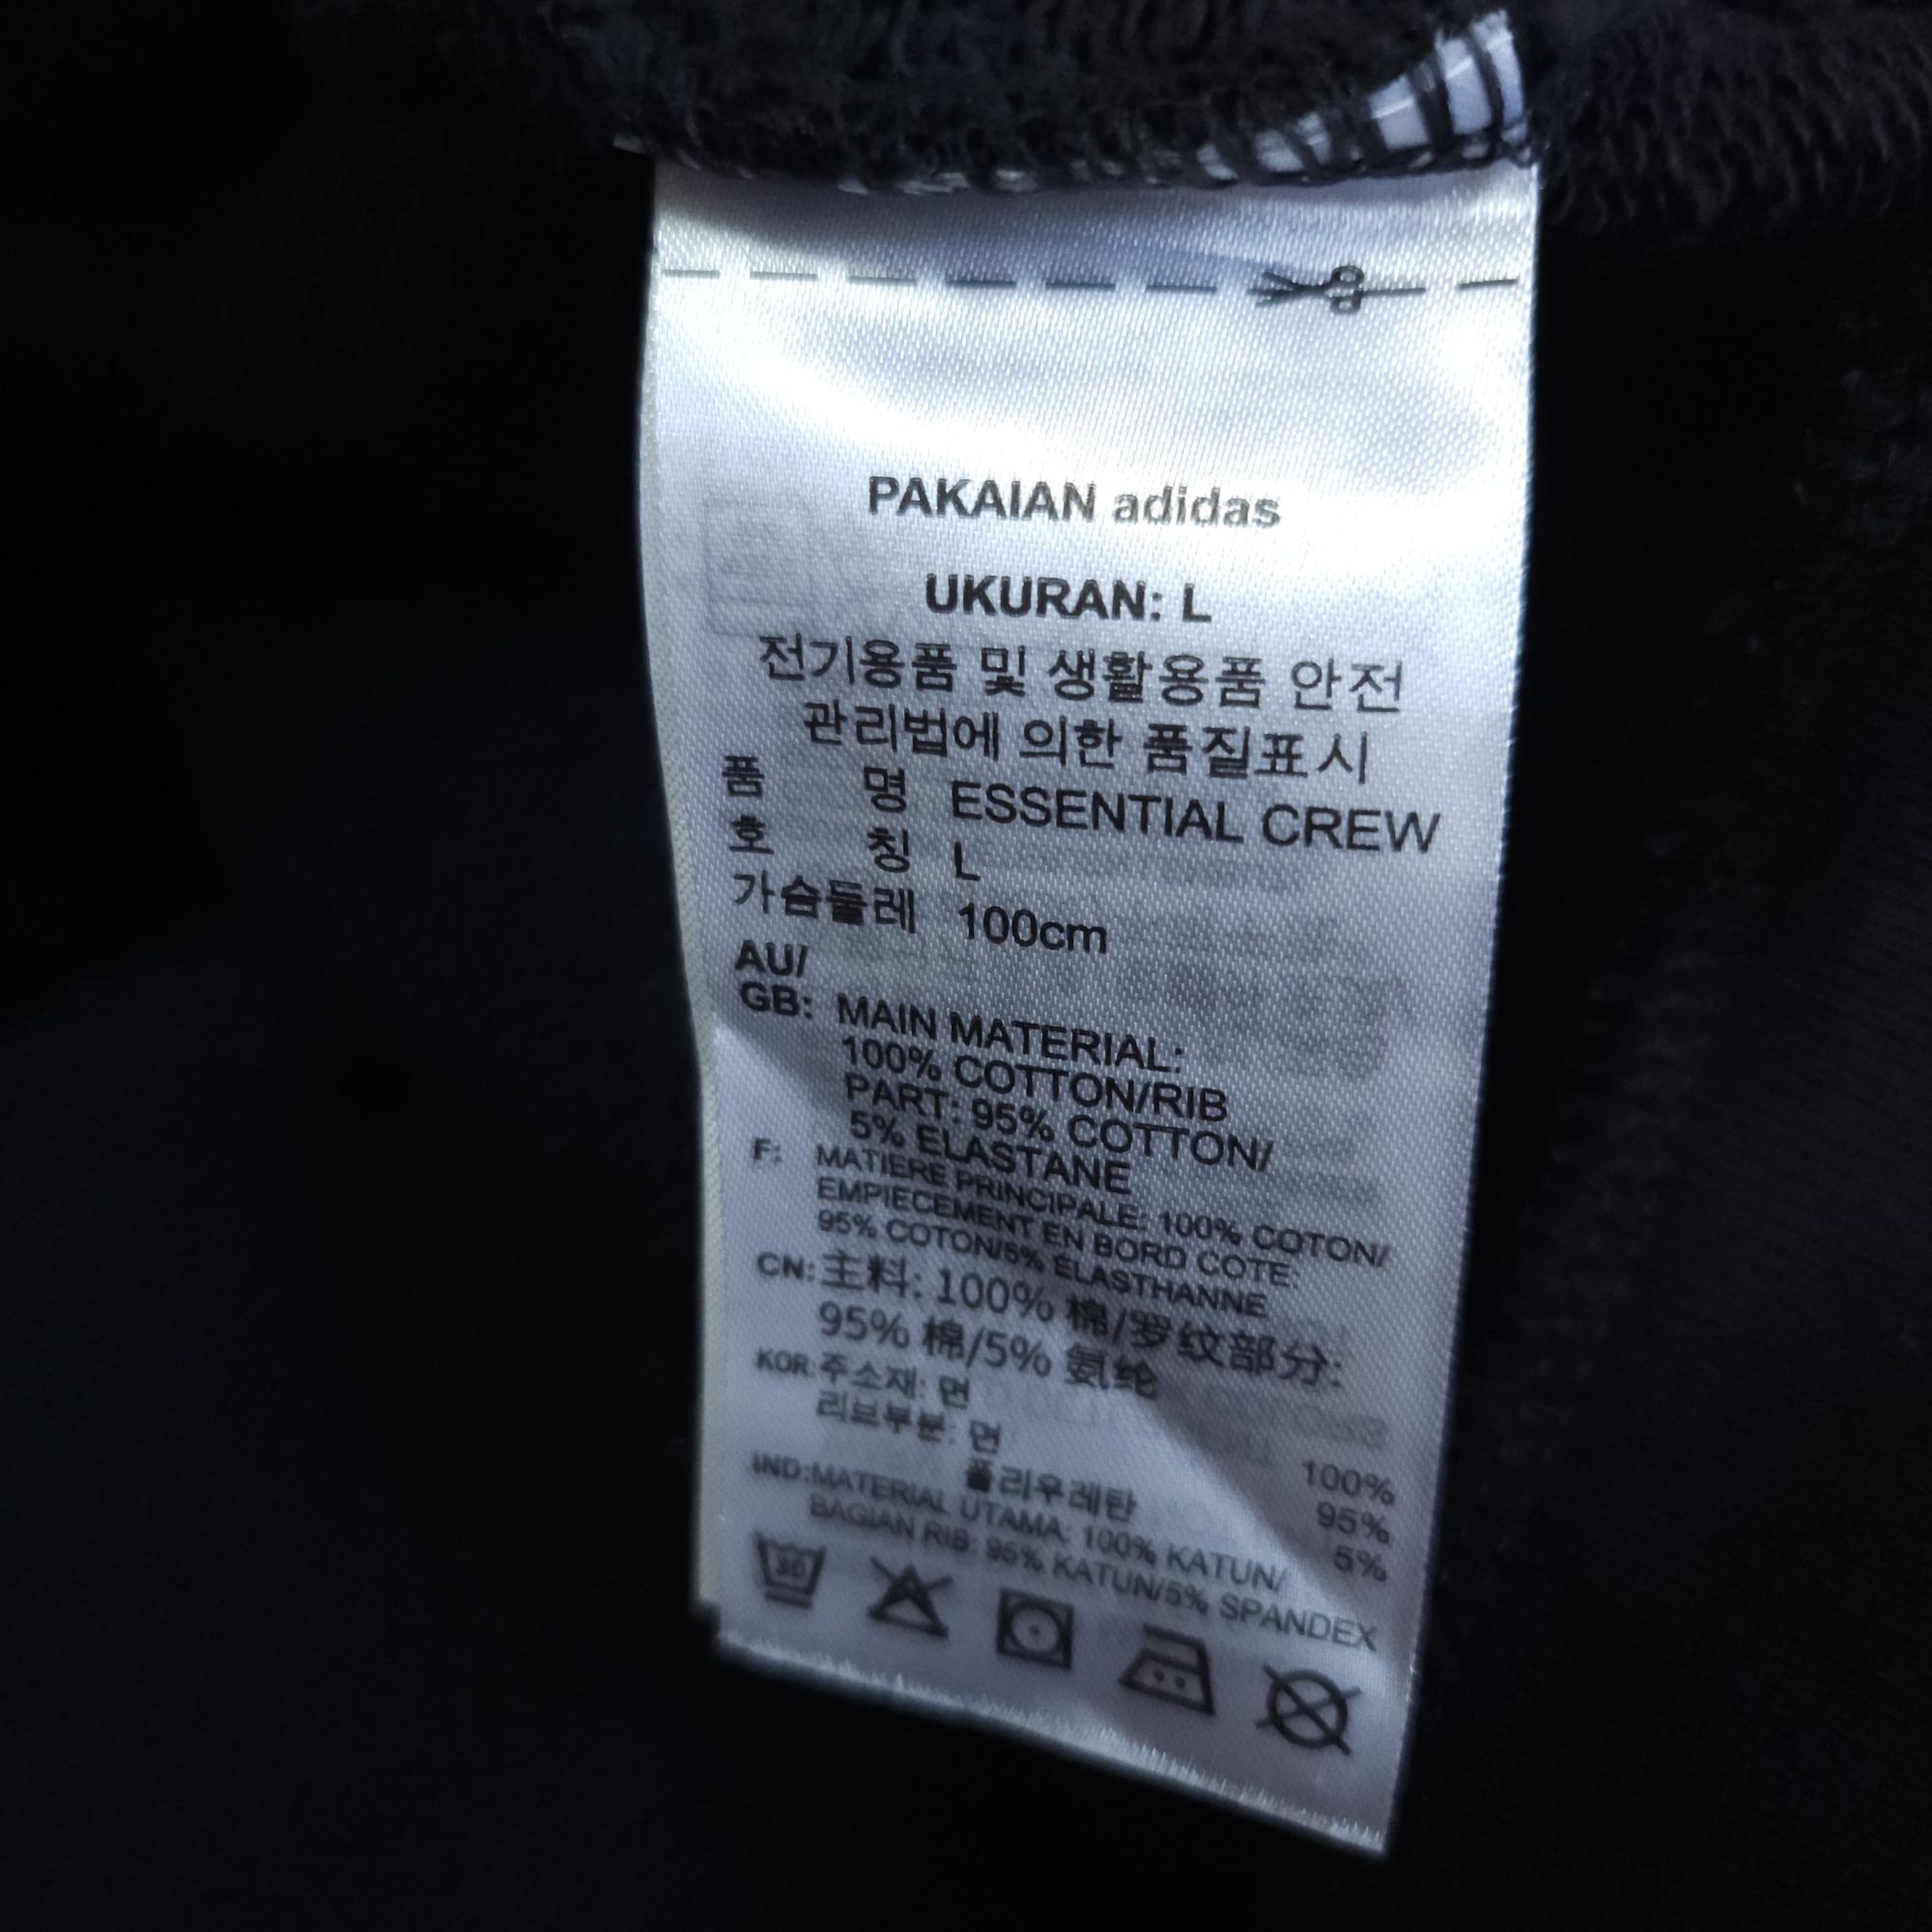 PAKAIAN adidas
UKURAN: L
전기용품 및 생활용품 안전
관리법에 의한 품질표시
품 명 ESSENTIAL CREW
호 칭 L
가슴둘레 100cm
AU/
GB: MAIN MATERIAL:
100% COTTON/RIB
PART: 95% COTTON/
5% ELASTANE
F: MATIERE PRINCIPALE: 100% COTON/
EMPIECEMENT EN BORD COTE:
95% COTON/5% ELASTHANNE
CN: 主料: 100% 棉/罗纹部分:
95% 棉/5% 氨纶
KOR: 주소재: 면 100%
리브부분: 면 95%
폴리우레탄 5%
IND: MATERIAL UTAMA: 100% KATUN/
BAGIAN RIB: 95% KATUN/5% SPANDEX
30